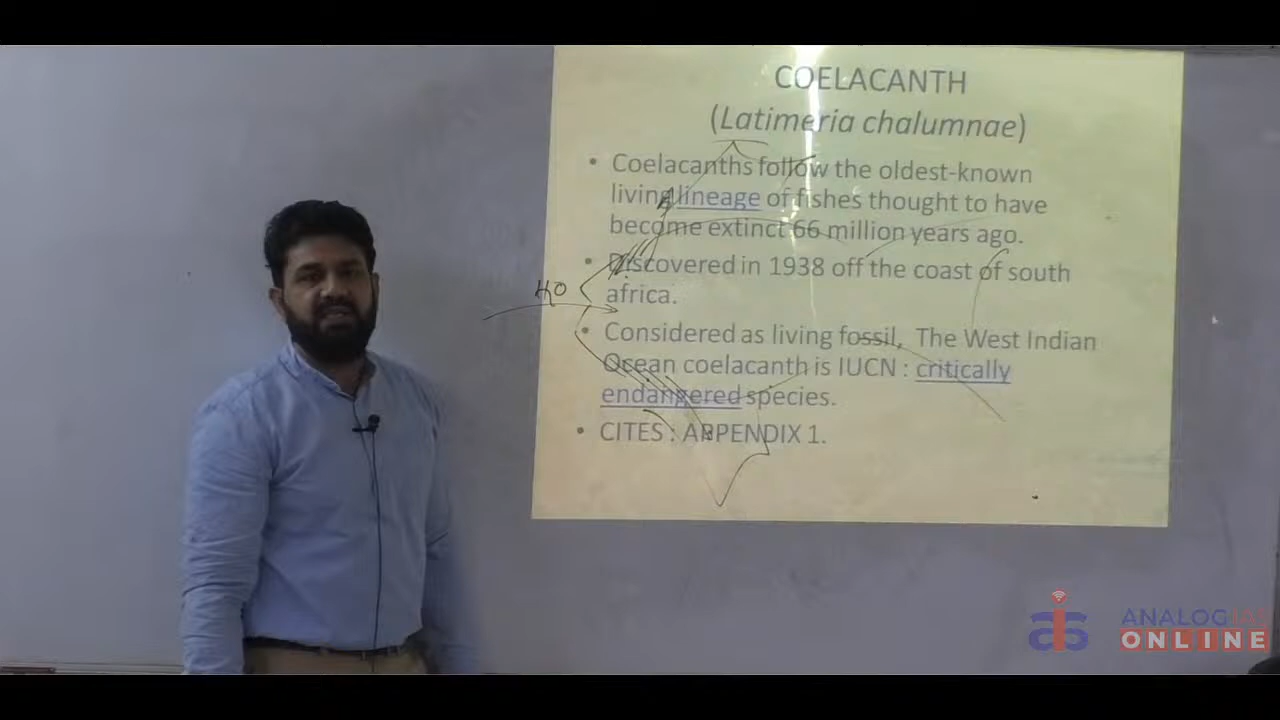 COELACANTH
(Latimeria chalumnae)
• Coelacanths follow the oldest-known
living lineage of fishes thought to have
become extinct 66 million years ago.
• Discovered in 1938 off the coast of south
africa.
• Considered as living fossil, The West Indian
Ocean coelacanth is IUCN : critically
endangered species.
• CITES : APPENDIX 1.
ANALOG IAS
ONLINE